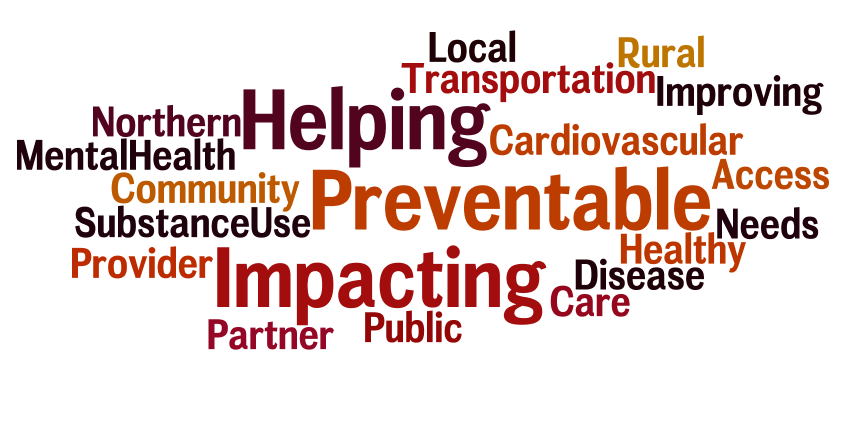 Local
Rural
Transportation
Improving
Helping
Northern
Cardiovascular
MentalHealth
Access
Community
Preventable
SubstanceUse
Needs
Healthy
Provider
Impacting
Disease
Care
Public
Partner